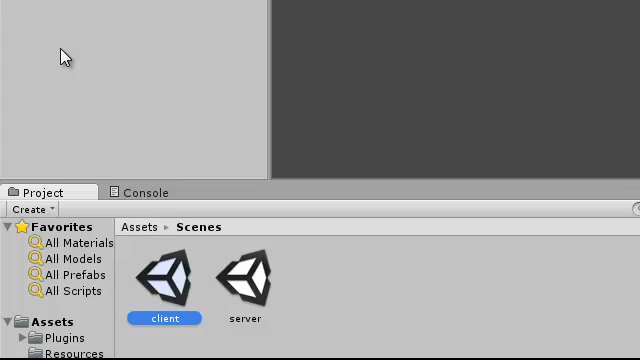 Project
Console
Create
Favorites
Assets
Scenes
All Materials
All Models
All Prefabs
All Scripts
client
server
Assets
Plugins
Resources